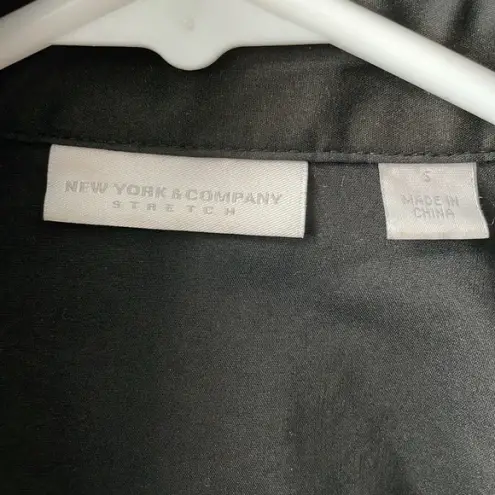 NEW YORK & COMPANY
STRETCH
S
MADE IN
CHINA